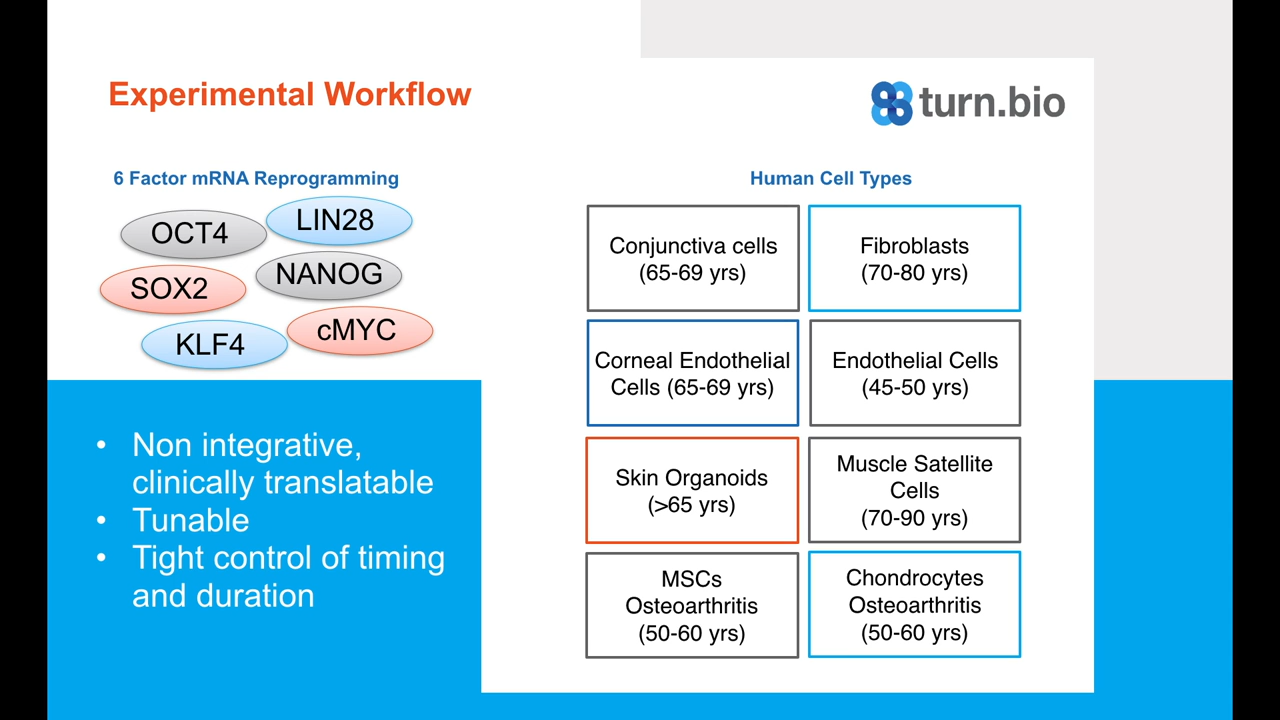 Experimental Workflow
turn.bio
6 Factor mRNA Reprogramming
OCT4
LIN28
SOX2
NANOG
KLF4
cMYC
• Non integrative,
clinically translatable
• Tunable
• Tight control of timing
and duration
Human Cell Types
Conjunctiva cells
(65-69 yrs)
Fibroblasts
(70-80 yrs)
Corneal Endothelial
Cells (65-69 yrs)
Endothelial Cells
(45-50 yrs)
Skin Organoids
(>65 yrs)
Muscle Satellite
Cells
(70-90 yrs)
MSCs
Osteoarthritis
(50-60 yrs)
Chondrocytes
Osteoarthritis
(50-60 yrs)